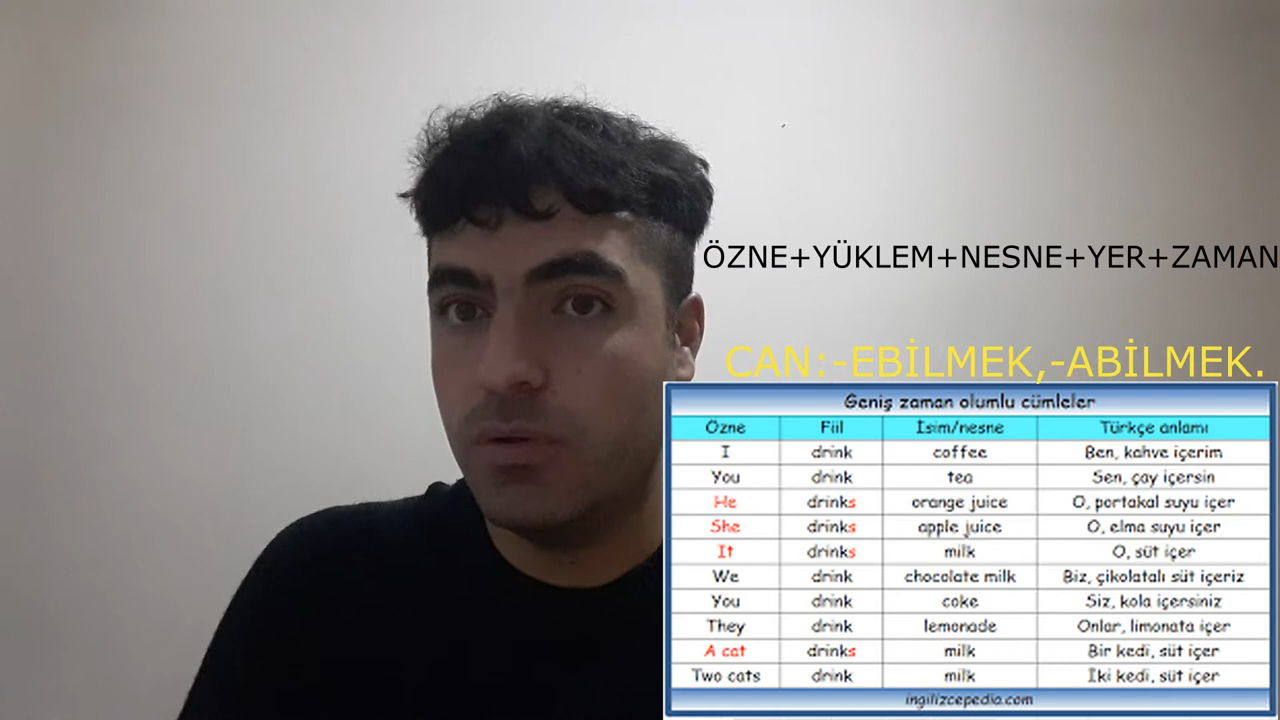 ÖZNE+YÜKLEM+NESNE+YER+ZAMAN
CAN:-EBİLMEK,-ABİLMEK.
Geniş zaman olumlu cümleler
Özne Fiil İsim/nesne Türkçe anlamı
I drink coffee Ben, kahve içerim
You drink tea Sen, çay içersin
He drinks orange juice O, portakal suyu içer
She drinks apple juice O, elma suyu içer
It drinks milk O, süt içer
We drink chocolate milk Biz, çikolatalı süt içeriz
You drink coke Siz, kola içersiniz
They drink lemonade Onlar, limonata içer
A cat drinks milk Bir kedi, süt içer
Two cats drink milk İki kedi, süt içer
ingilizcepedia.com